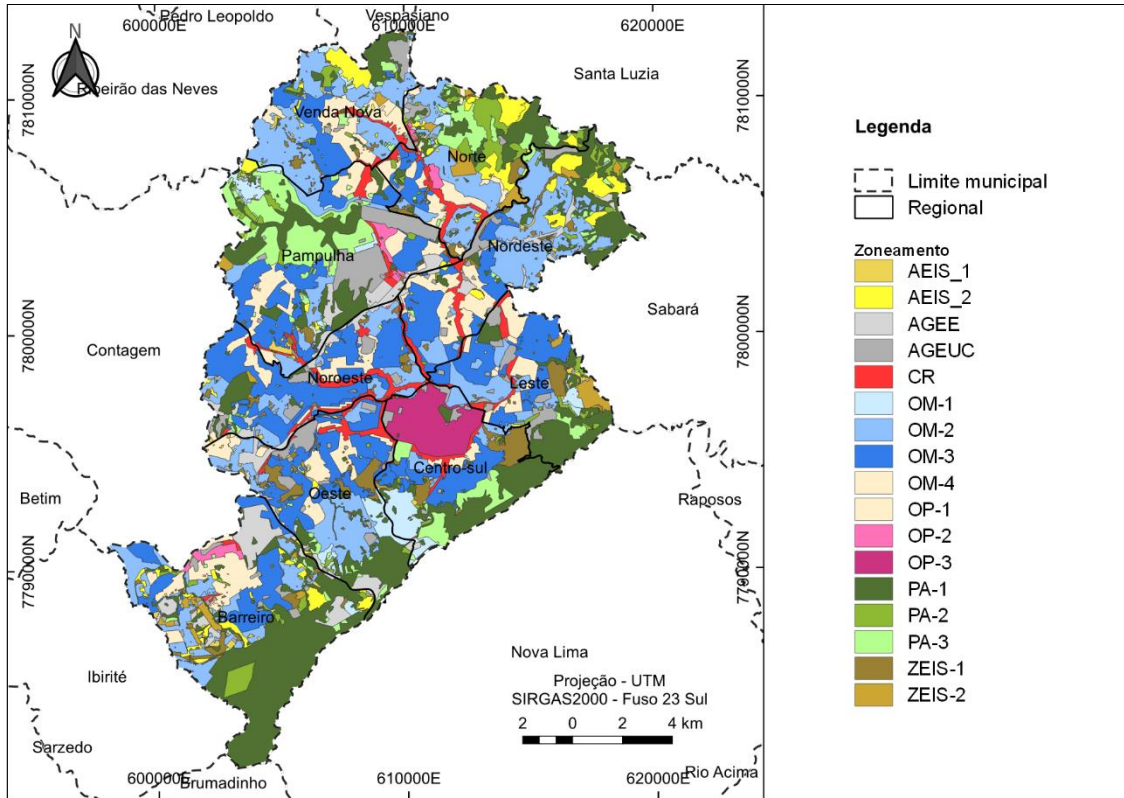 Pedro Leopoldo
Vespasiano
600000E
610000E
620000E
N
Ribeirão das Neves
Santa Luzia
7810000N
7810000N
Venda Nova
Norte
Pampulha
Nordeste
Sabará
7800000N
7800000N
Contagem
Noroeste
Leste
Centro-sul
Oeste
Betim
Raposos
7790000N
7790000N
Barreiro
Ibirité
Nova Lima
Projeção - UTM
SIRGAS2000 - Fuso 23 Sul
2 0 2 4 km
Sarzedo
Brumadinho
Rio Acima
600000E
610000E
620000E
Legenda
Limite municipal
Regional
Zoneamento
AEIS_1
AEIS_2
AGEE
AGEUC
CR
OM-1
OM-2
OM-3
OM-4
OP-1
OP-2
OP-3
PA-1
PA-2
PA-3
ZEIS-1
ZEIS-2